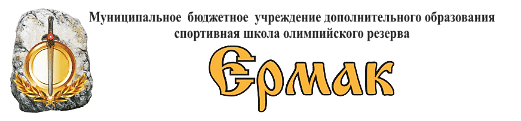 Муниципальное бюджетное учреждение дополнительного образования
спортивная школа олимпийского резерва
Ермак